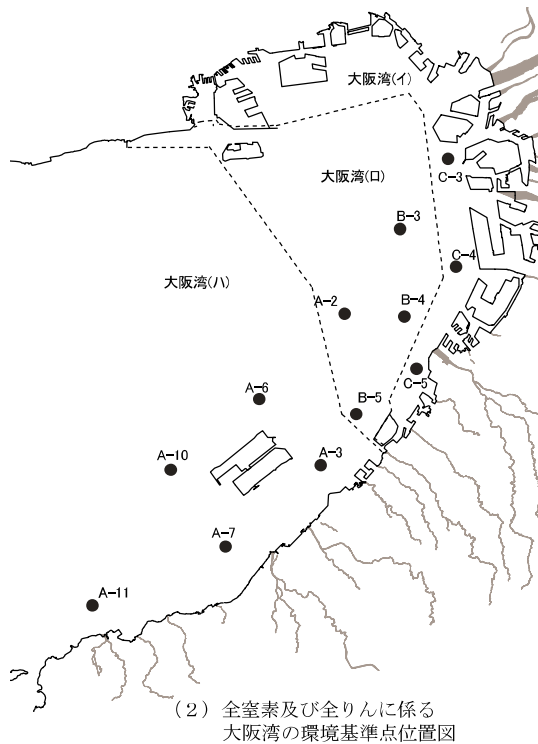 大阪湾(イ)
C-3
大阪湾(ロ)
B-3
C-4
大阪湾(ハ)
A-2
B-4
C-5
A-6
B-5
A-10
A-3
A-7
A-11
(2) 全窒素及び全りんに係る
大阪湾の環境基準点位置図